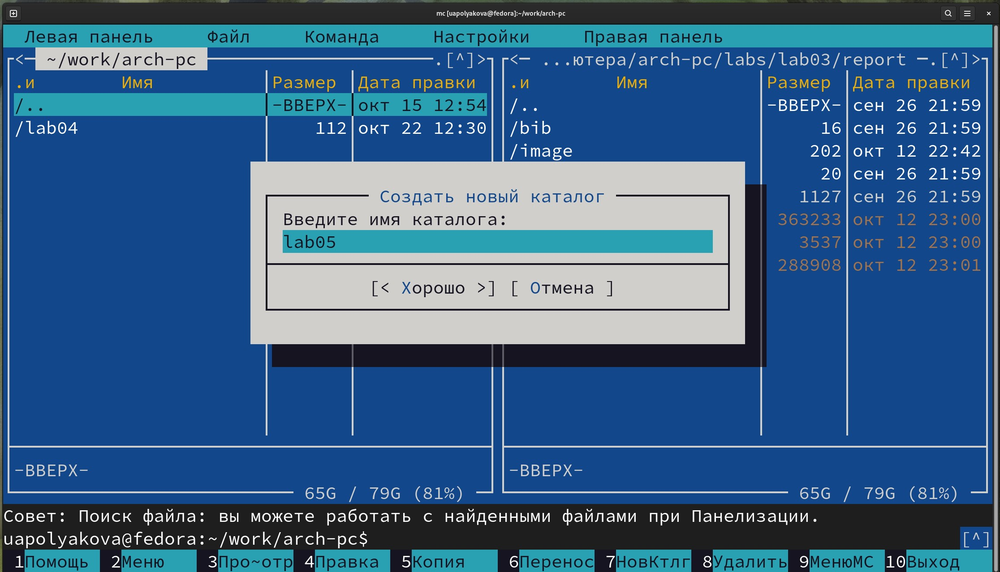 mc [uapolyakova@fedora]:~/work/arch-pc
Левая панель Файл Команда Настройки Правая панель
<─ ~/work/arch-pc .[^]> <─ ...ютера/arch-pc/labs/lab03/report ─.[^]>
.и Имя Размер Дата правки .и Имя Размер Дата правки
/.. -ВВЕРХ- окт 15 12:54 /.. -ВВЕРХ- сен 26 21:59
/lab04 112 окт 22 12:30 /bib 16 сен 26 21:59
/image 202 окт 12 22:42
20 сен 26 21:59
Создать новый каталог 1127 сен 26 21:59
Введите имя каталога: 363233 окт 12 23:00
lab05 3537 окт 12 23:00
288908 окт 12 23:01
[< Хорошо >] [ Отмена ]
-ВВЕРХ- -ВВЕРХ-
65G / 79G (81%) 65G / 79G (81%)
Совет: Поиск файла: вы можете работать с найденными файлами при Панелизации.
uapolyakova@fedora:~/work/arch-pc$ [^]
1Помощь 2Меню 3Про~отр 4Правка 5Копия 6Перенос 7НовКтлг 8Удалить 9МенюMC 10Выход